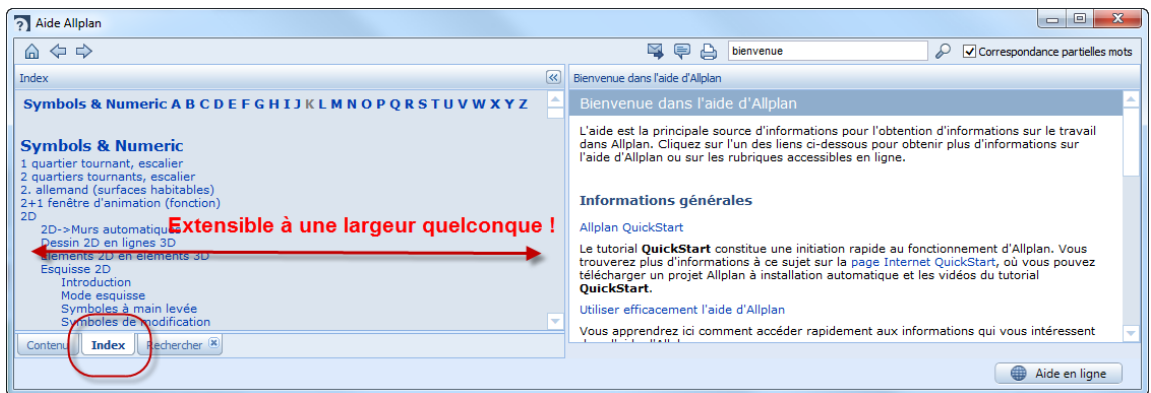 Aide Allplan
bienvenue
Correspondance partielles mots
Index
Symbols & Numeric A B C D E F G H I J K L M N O P Q R S T U V W X Y Z
Symbols & Numeric
1 quartier tournant, escalier
2 quartiers tournants, escalier
2. allemand (surfaces habitables)
2+1 fenêtre d'animation (fonction)
2D
2D->Murs automatiques
Extensible à une largeur quelconque !
Dessin 2D en lignes 3D
Eléments 2D en éléments 3D
Esquisse 2D
Introduction
Mode esquisse
Symboles à main levée
Symboles de modification
Contenu
Index
Rechercher
Bienvenue dans l'aide d'Allplan
Bienvenue dans l'aide d'Allplan
L'aide est la principale source d'informations pour l'obtention d'informations sur le travail
dans Allplan. Cliquez sur l'un des liens ci-dessous pour obtenir plus d'informations sur
l'aide d'Allplan ou sur les rubriques accessibles en ligne.
Informations générales
Allplan QuickStart
Le tutorial QuickStart constitue une initiation rapide au fonctionnement d'Allplan. Vous
trouverez plus d'informations à ce sujet sur la page Internet QuickStart, où vous pouvez
télécharger un projet Allplan à installation automatique et les vidéos du tutorial
QuickStart.
Utiliser efficacement l'aide d'Allplan
Vous apprendrez ici comment accéder rapidement aux informations qui vous intéressent
Aide en ligne